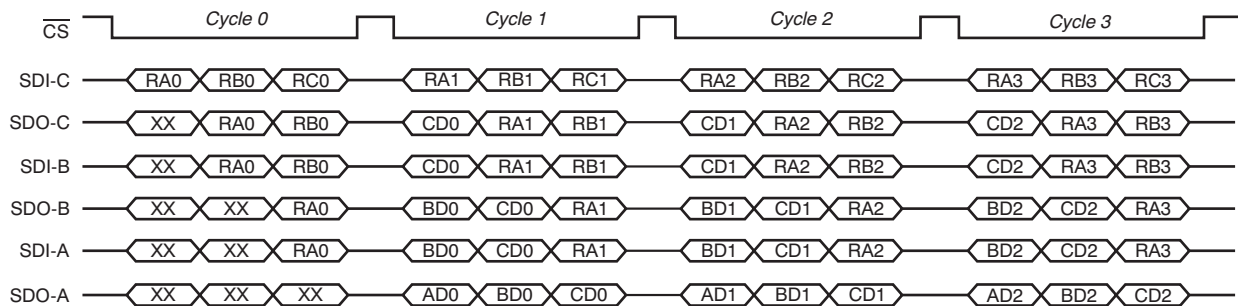 CS Cycle 0 Cycle 1 Cycle 2 Cycle 3
SDI-C RA0 RB0 RC0 RA1 RB1 RC1 RA2 RB2 RC2 RA3 RB3 RC3
SDO-C XX RA0 RB0 CD0 RA1 RB1 CD1 RA2 RB2 CD2 RA3 RB3
SDI-B XX RA0 RB0 CD0 RA1 RB1 CD1 RA2 RB2 CD2 RA3 RB3
SDO-B XX XX RA0 BD0 CD0 RA1 BD1 CD1 RA2 BD2 CD2 RA3
SDI-A XX XX RA0 BD0 CD0 RA1 BD1 CD1 RA2 BD2 CD2 RA3
SDO-A XX XX XX AD0 BD0 CD0 AD1 BD1 CD1 AD2 BD2 CD2